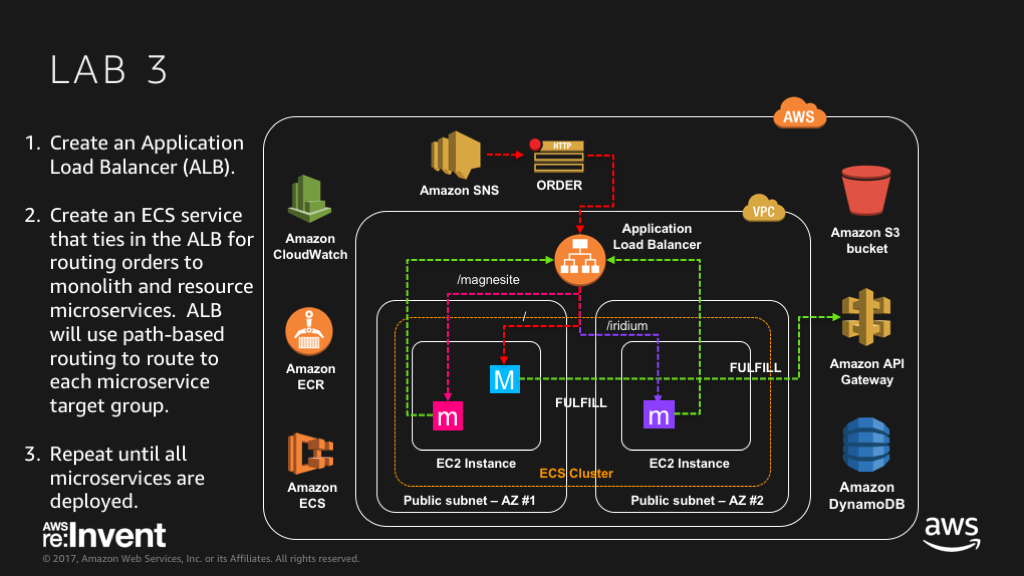 LAB 3
1. Create an Application
Load Balancer (ALB).
2. Create an ECS service
that ties in the ALB for
routing orders to
monolith and resource
microservices. ALB
will use path-based
routing to route to
each microservice
target group.
3. Repeat until all
microservices are
deployed.
AWS
HTTP
Amazon SNS
ORDER
VPC
Amazon
CloudWatch
Application
Load Balancer
Amazon S3
bucket
/magnesite
/
/iridium
Amazon
ECR
M
FULFILL
Amazon API
Gateway
m
FULFILL
m
EC2 Instance
EC2 Instance
ECS Cluster
Amazon
ECS
Public subnet – AZ #1
Public subnet – AZ #2
Amazon
DynamoDB
AWS
re:Invent
aws
© 2017, Amazon Web Services, Inc. or its Affiliates. All rights reserved.